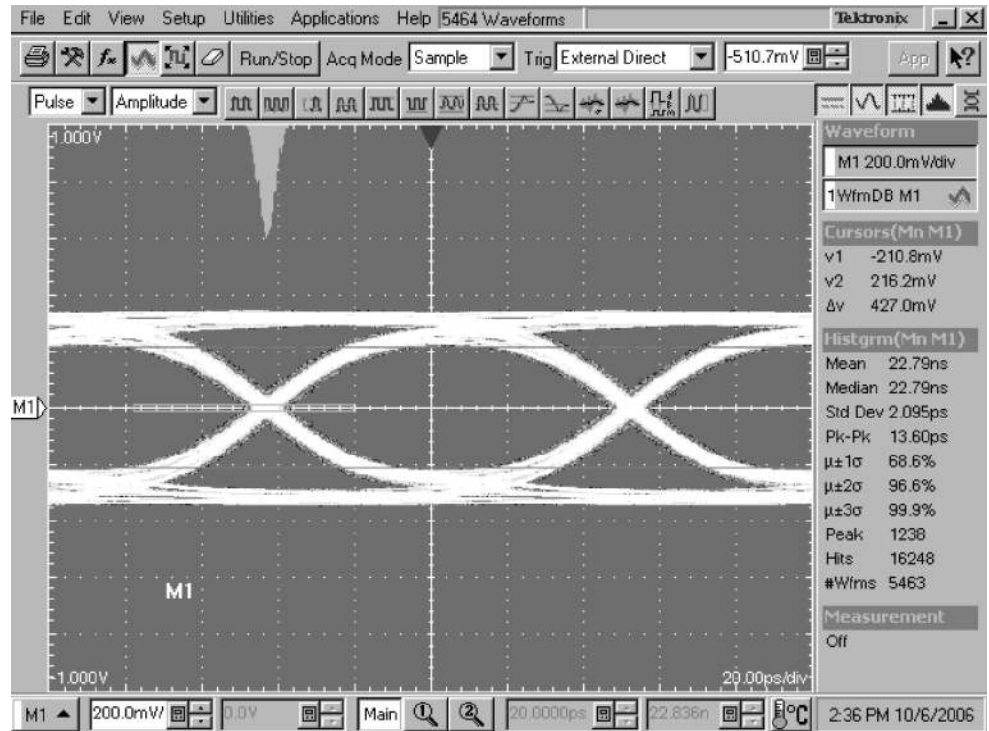 File Edit View Setup Utilities Applications Help 5464 Waveforms Tektronix
Run/Stop Acq Mode Sample Trig External Direct -510.7mV App
Pulse Amplitude
1.000V
Waveform
M1 200.0mV/div
1 WfmDB M1
Cursors(Mn M1)
v1 -210.8mV
v2 216.2mV
Δv 427.0mV
Histgrm(Mn M1)
Mean 22.79ns
Median 22.79ns
Std Dev 2.095ps
Pk-Pk 13.60ps
μ±1σ 68.6%
μ±2σ 96.6%
μ±3σ 99.9%
Peak 1238
Hits 16248
#Wfms 5463
Measurement
Off
M1
M1
-1.000V
20.00ps/div
M1 200.0mV/ 0.0V Main 1 2 20.0000ps 22.836n °C 2:36 PM 10/6/2006